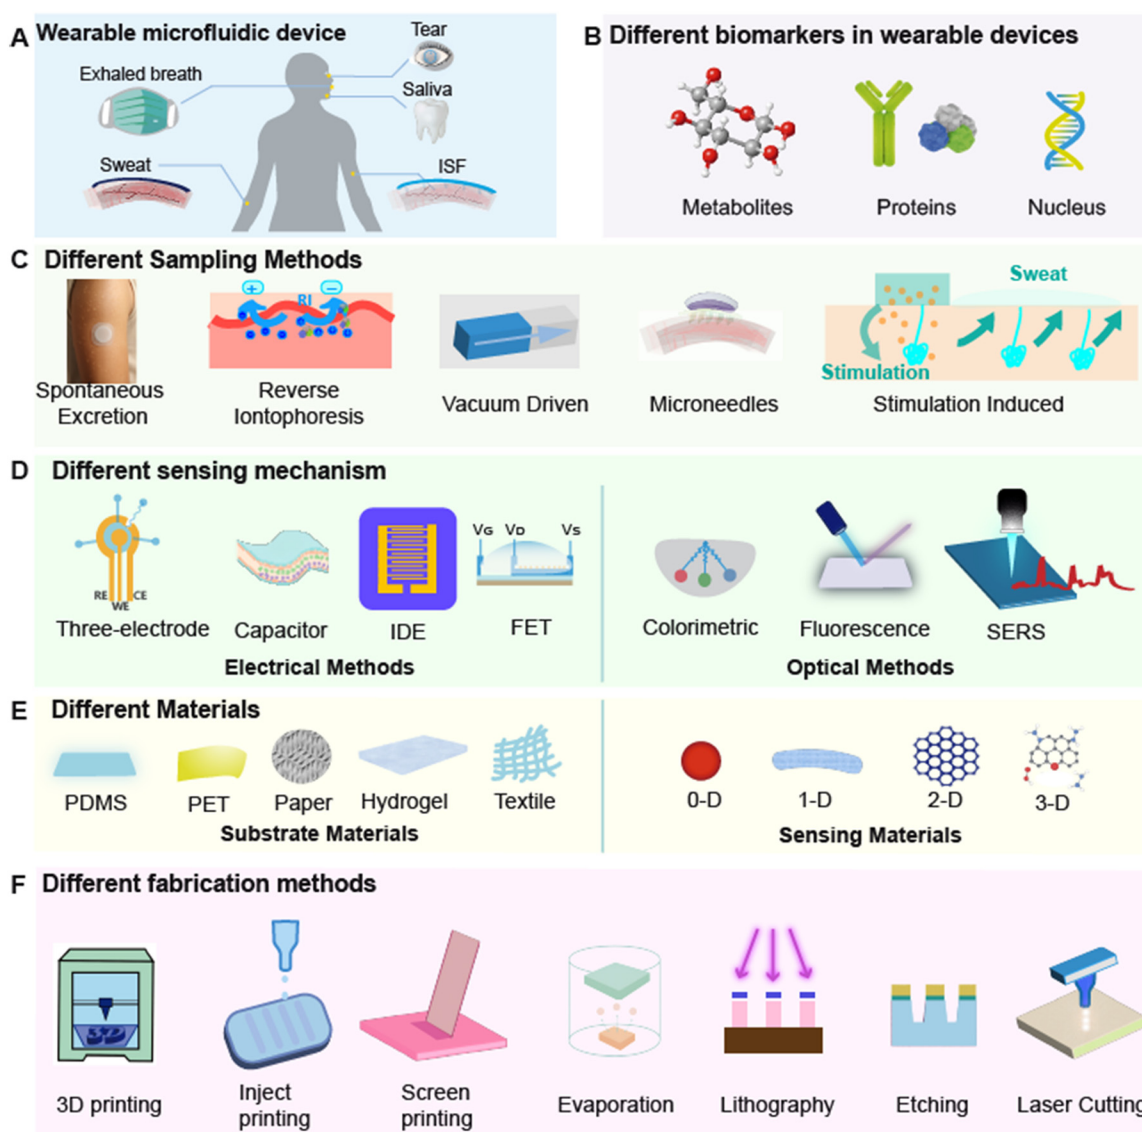 A Wearable microfluidic device
Tear
Exhaled breath
Saliva
Sweat
ISF
B Different biomarkers in wearable devices
Metabolites
Proteins
Nucleus
C Different Sampling Methods
+
−
RI
Sweat
Stimulation
Spontaneous
Excretion
Reverse
Iontophoresis
Vacuum Driven
Microneedles
Stimulation Induced
D Different sensing mechanism
RE
WE
CE
VG
VD
VS
Three-electrode
Capacitor
IDE
FET
Electrical Methods
Colorimetric
Fluorescence
SERS
Optical Methods
E Different Materials
PDMS
PET
Paper
Hydrogel
Textile
Substrate Materials
0-D
1-D
2-D
3-D
Sensing Materials
F Different fabrication methods
3D
3D printing
Inject
printing
Screen
printing
Evaporation
Lithography
Etching
Laser Cutting